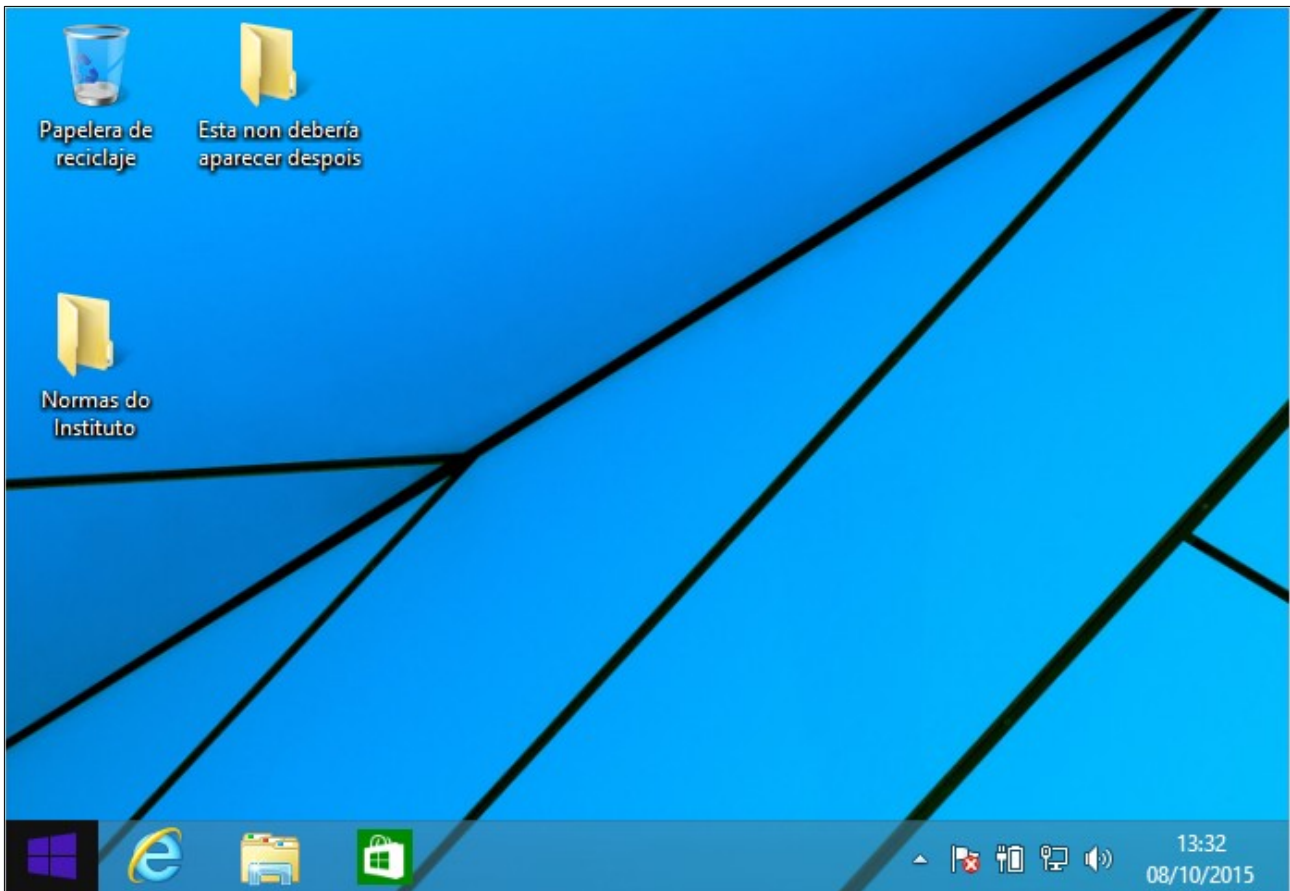 Papelera de
reciclaje
Esta non debería
aparecer despois
Normas do
Instituto
13:32
08/10/2015